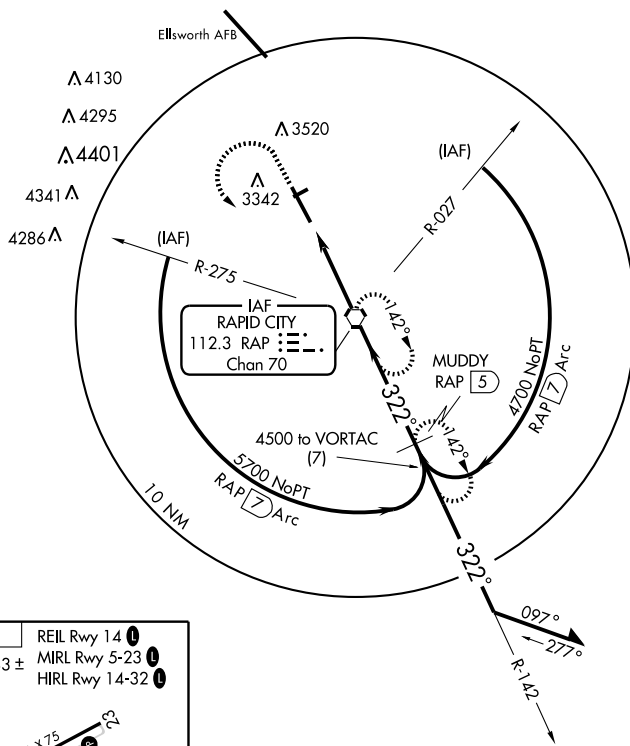 Ellsworth AFB
4130
4295
4401
4341
4286
3520
3342
(IAF)
R-027
(IAF)
R-275
IAF
RAPID CITY
112.3 RAP
Chan 70
142°
322°
MUDDY
RAP 5
142°
4500 to VORTAC
(7)
4700 NoPT
RAP 7 Arc
5700 NoPT
RAP 7 Arc
10 NM
322°
097°
277°
R-142
REIL Rwy 14 L
3 ± MIRL Rwy 5-23 L
HIRL Rwy 14-32 L
X 75
23
P